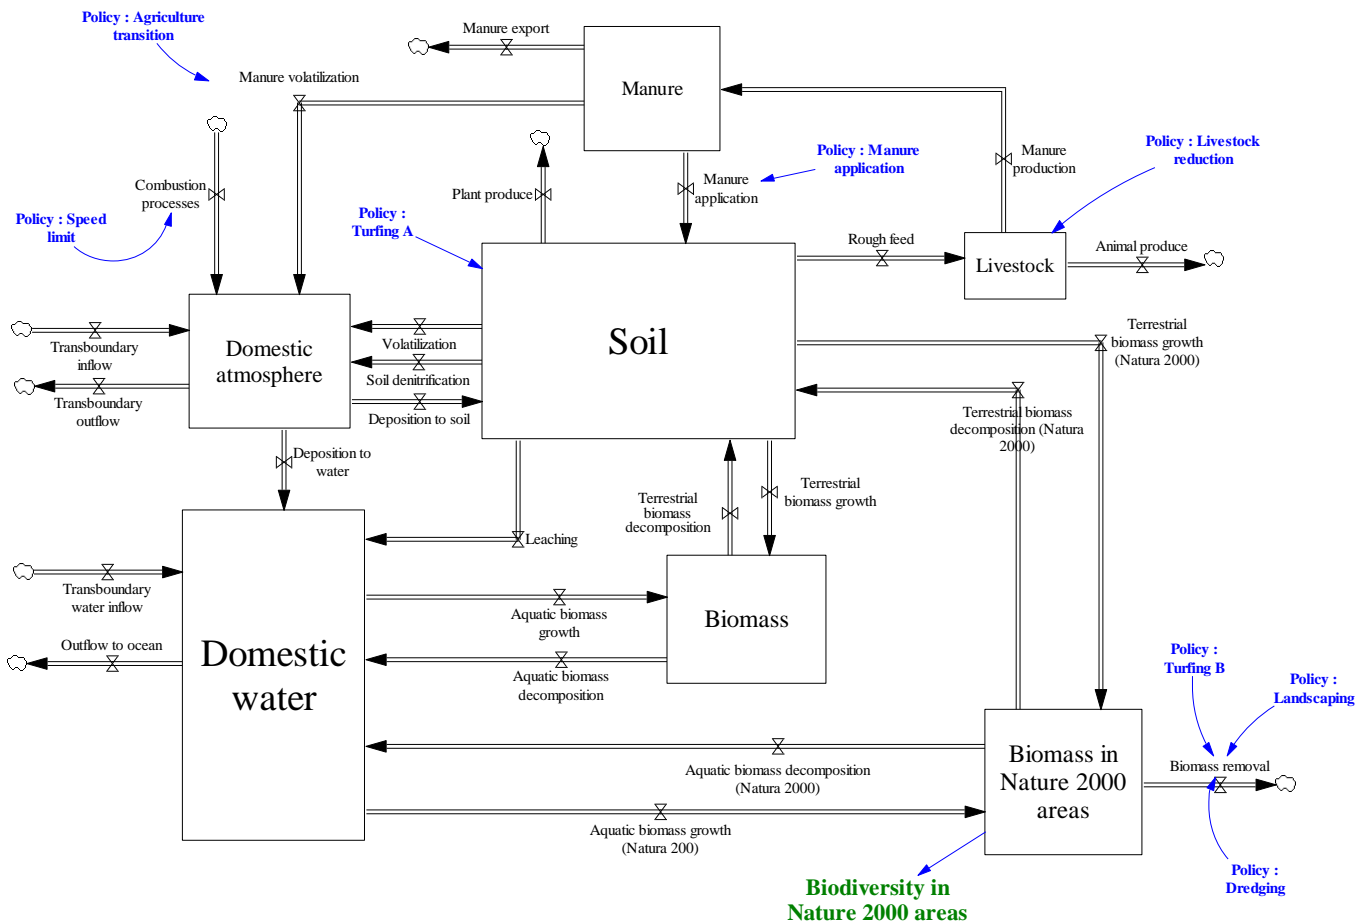 Policy : Agriculture
transition
Manure export
Manure volatilization
Manure
Policy : Manure
application
Policy : Livestock
reduction
Manure
production
Combustion
processes
Plant produce
Manure
application
Policy : Speed
limit
Policy :
Turfing A
Rough feed
Livestock
Animal produce
Transboundary
inflow
Transboundary
outflow
Domestic
atmosphere
Volatilization
Soil denitrification
Deposition to soil
Soil
Terrestrial
biomass growth
(Natura 2000)
Terrestrial biomass
decomposition (Natura
2000)
Deposition to
water
Terrestrial
biomass
decomposition
Terrestrial
biomass growth
Leaching
Transboundary
water inflow
Outflow to ocean
Domestic
water
Aquatic biomass
growth
Aquatic biomass
decomposition
Biomass
Policy :
Turfing B
Policy :
Landscaping
Aquatic biomass decomposition
(Natura 2000)
Aquatic biomass growth
(Natura 200)
Biomass in
Nature 2000
areas
Biomass removal
Policy :
Dredging
Biodiversity in
Nature 2000 areas